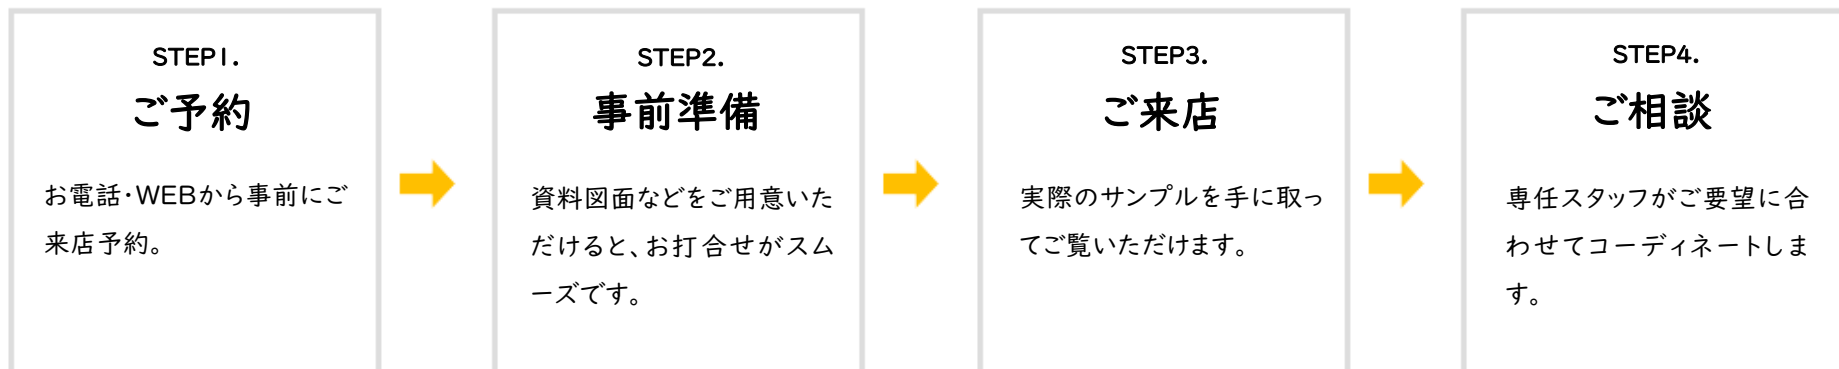 STEP1.
ご予約
お電話・WEBから事前にご
来店予約。
STEP2.
事前準備
資料図面などをご用意いた
だけると、お打合せがスム
ーズです。
STEP3.
ご来店
実際のサンプルを手に取っ
てご覧いただけます。
STEP4.
ご相談
専任スタッフがご要望に合
わせてコーディネートしま
す。